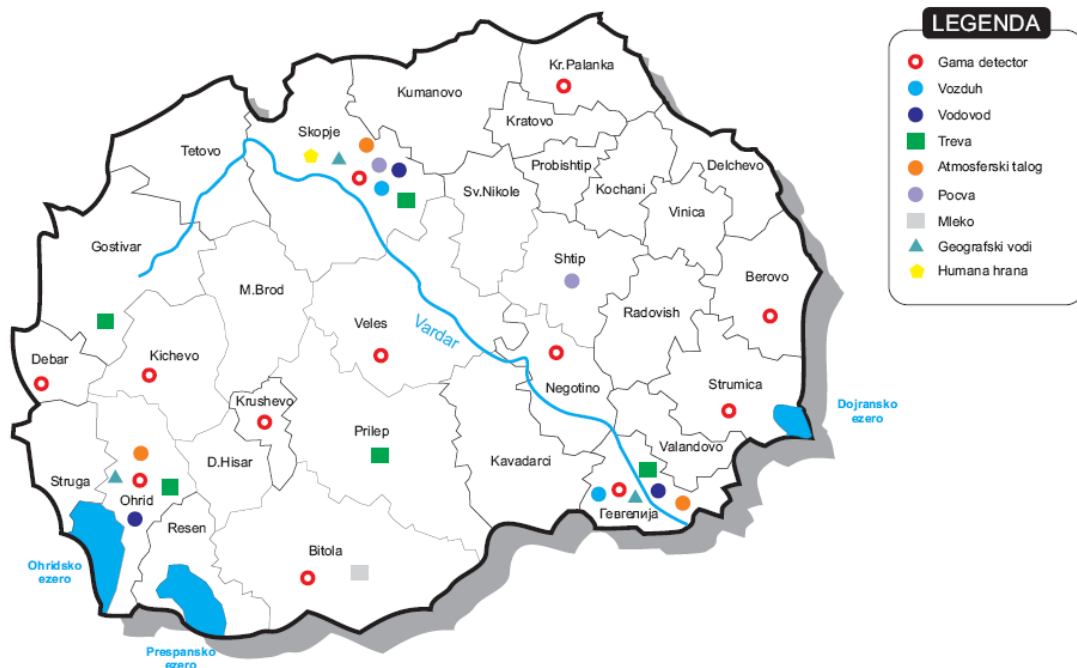 LEGENDA
Gama detector
Vozduh
Vodovod
Treva
Atmosferski talog
Pocva
Mleko
Geografski vodi
Humana hrana
Kr.Palanka
Kumanovo
Kratovo
Skopje
Tetovo
Probishtip
Delchevo
Sv.Nikole
Kochani
Vinica
Gostivar
Shtip
Berovo
M.Brod
Radovish
Veles
Vardar
Debar
Kichevo
Negotino
Strumica
Krushevo
Dojransko
ezero
Prilep
Valandovo
D.Hisar
Kavadarci
Struga
Ohrid
Гевгелија
Resen
Bitola
Ohridsko
ezero
Prespansko
ezero